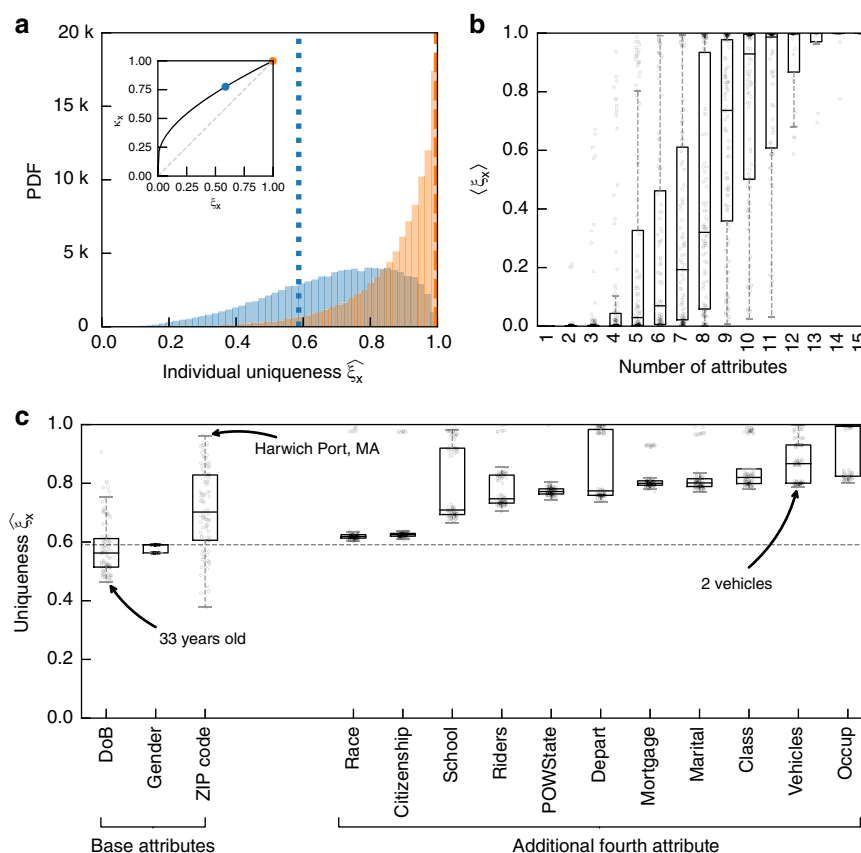 a
20 k
15 k
10 k
5 k
0
PDF
0.0 0.2 0.4 0.6 0.8 1.0
Individual uniqueness ξ̂x
1.00
0.75
0.50
0.25
0.00
κx
0.00 0.25 0.50 0.75 1.00
ξx
b
1.0
0.8
0.6
0.4
0.2
0.0
⟨ξx⟩
1 2 3 4 5 6 7 8 9 10 11 12 13 14 15
Number of attributes
c
1.0
0.8
0.6
0.4
0.2
0.0
Uniqueness ξ̂x
Harwich Port, MA
33 years old
2 vehicles
DoB
Gender
ZIP code
Race
Citizenship
School
Riders
POWState
Depart
Mortgage
Marital
Class
Vehicles
Occup
Base attributes
Additional fourth attribute